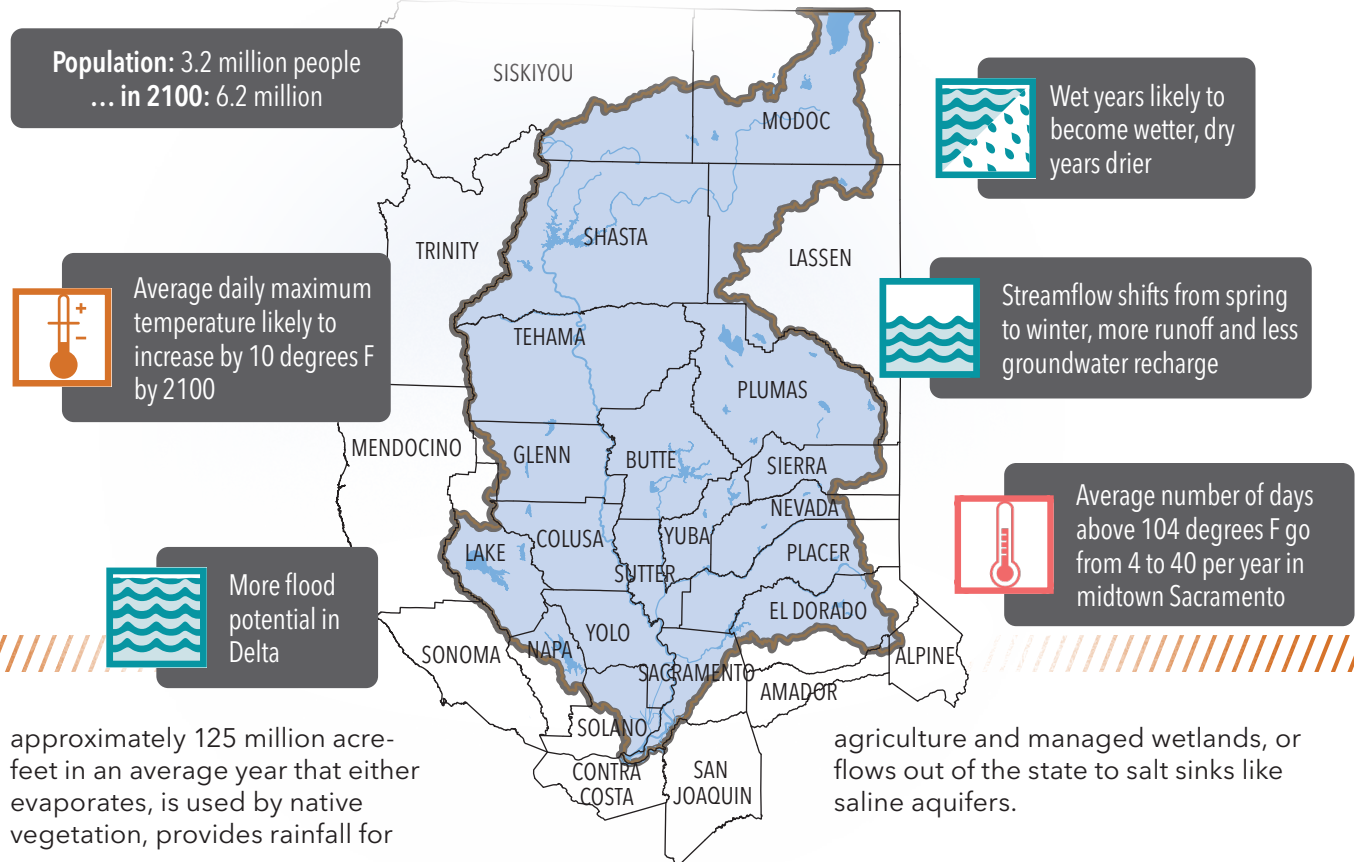 Population: 3.2 million people
... in 2100: 6.2 million
SISKIYOU
MODOC
Wet years likely to
become wetter, dry
years drier
TRINITY
SHASTA
LASSEN
Average daily maximum
temperature likely to
increase by 10 degrees F
by 2100
Streamflow shifts from spring
to winter, more runoff and less
groundwater recharge
TEHAMA
PLUMAS
MENDOCINO
GLENN
BUTTE
SIERRA
NEVADA
Average number of days
above 104 degrees F go
from 4 to 40 per year in
midtown Sacramento
LAKE
COLUSA
YUBA
PLACER
SUTTER
More flood
potential in
Delta
EL DORADO
YOLO
NAPA
SONOMA
SACRAMENTO
ALPINE
AMADOR
SOLANO
CONTRA
COSTA
SAN
JOAQUIN
approximately 125 million acre-
feet in an average year that either
evaporates, is used by native
vegetation, provides rainfall for
agriculture and managed wetlands, or
flows out of the state to salt sinks like
saline aquifers.